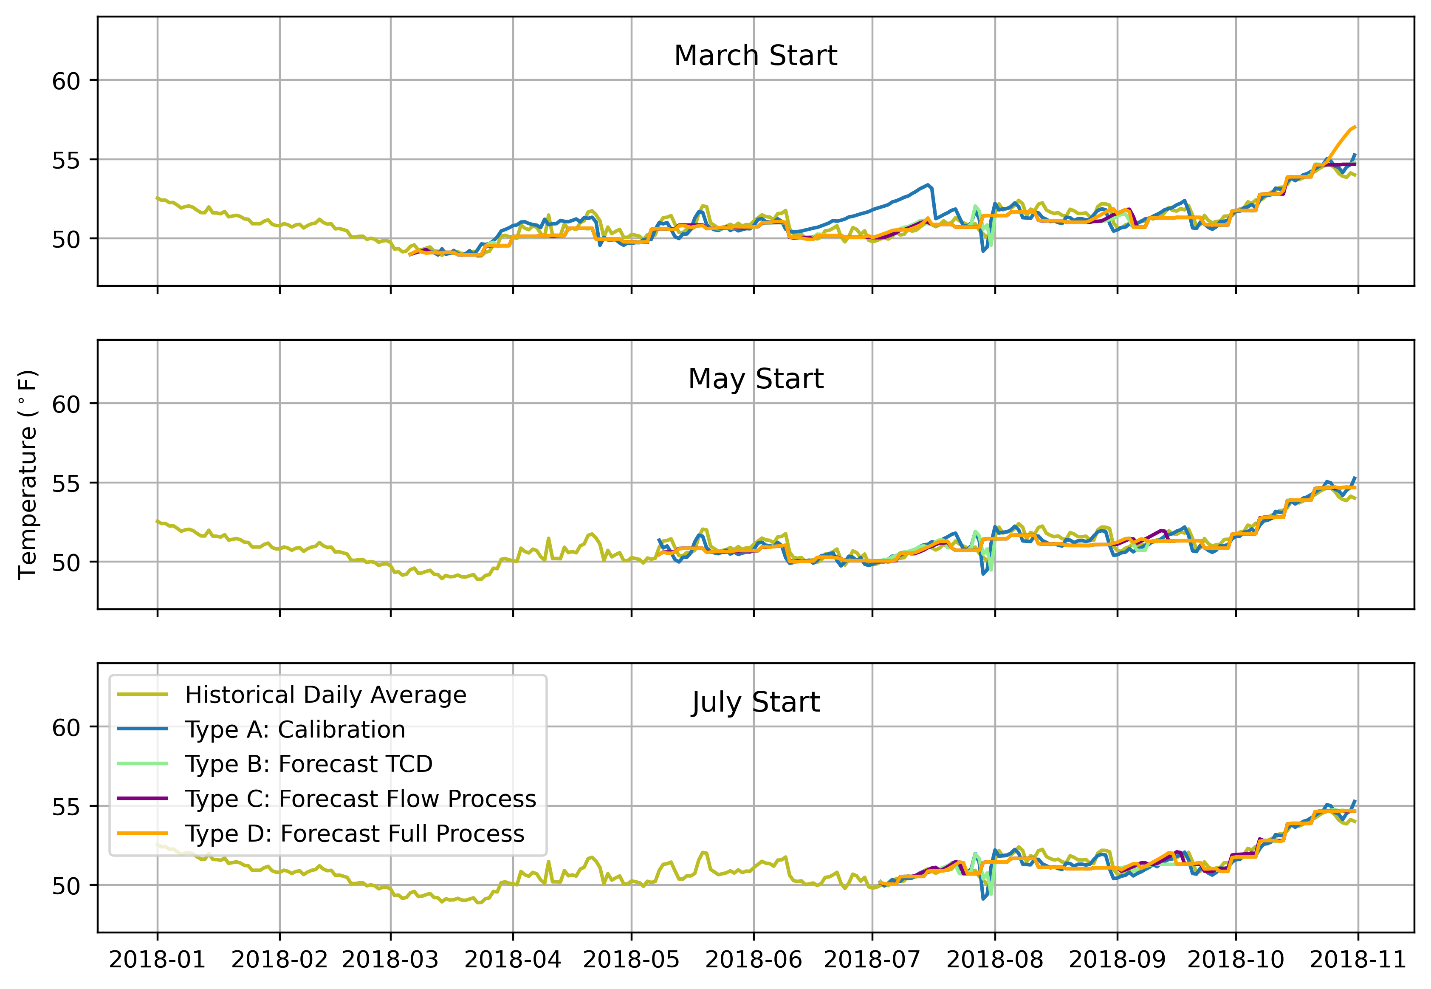 March Start
60
55
50
May Start
60
55
50
Temperature (°F)
July Start
Historical Daily Average
Type A: Calibration
Type B: Forecast TCD
Type C: Forecast Flow Process
Type D: Forecast Full Process
60
55
50
2018-01 2018-02 2018-03 2018-04 2018-05 2018-06 2018-07 2018-08 2018-09 2018-10 2018-11